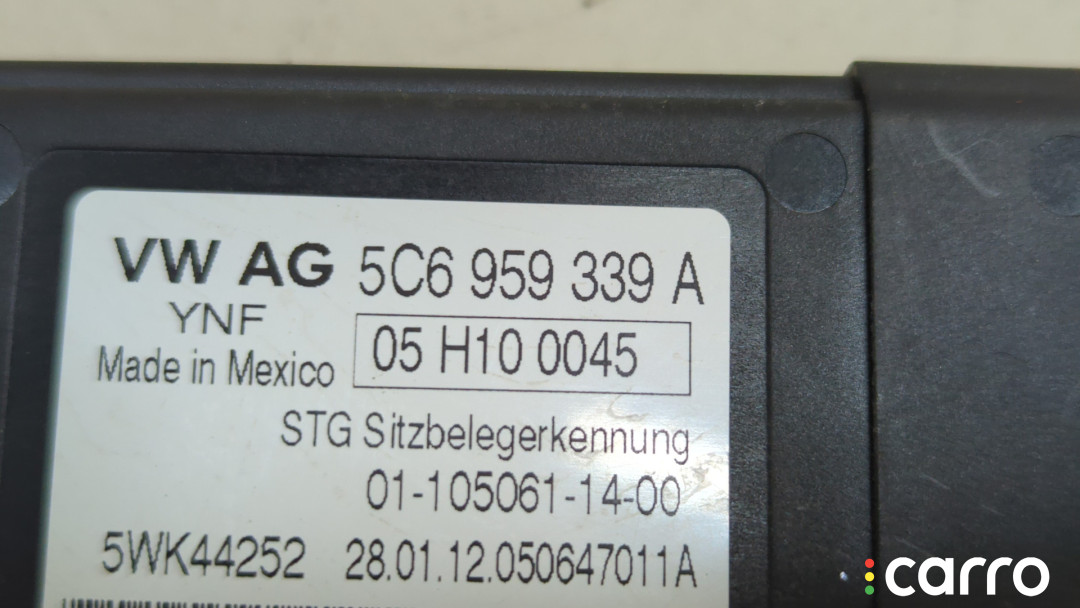 VW AG 5C6 959 339 A
YNF
05 H10 0045
Made in Mexico
STG Sitzbelegerkennung
01-105061-14-00
5WK44252 28.01.12.050647011A
carro